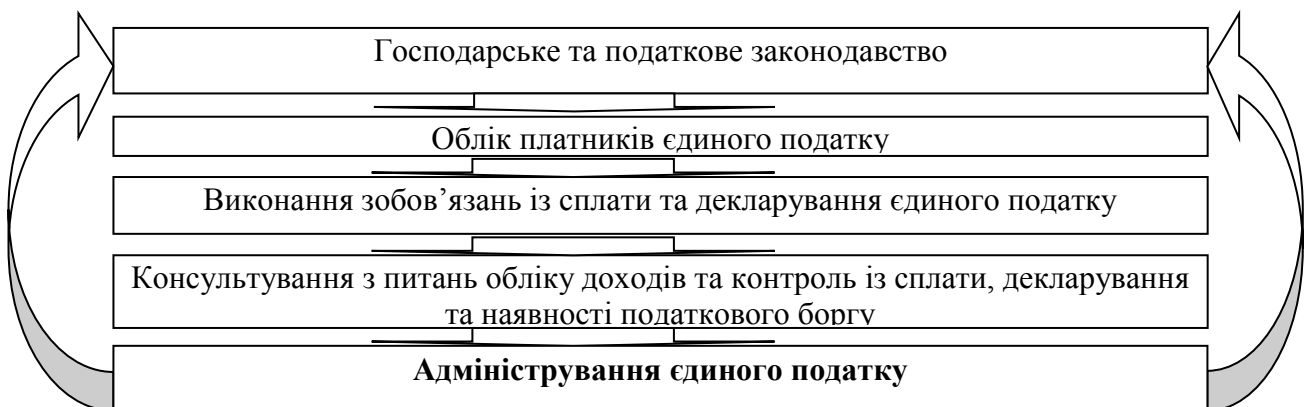 Господарське та податкове законодавство
Облік платників єдиного податку
Виконання зобов’язань із сплати та декларування єдиного податку
Консультування з питань обліку доходів та контроль із сплати, декларування
та наявності податкового боргу
Адміністрування єдиного податку